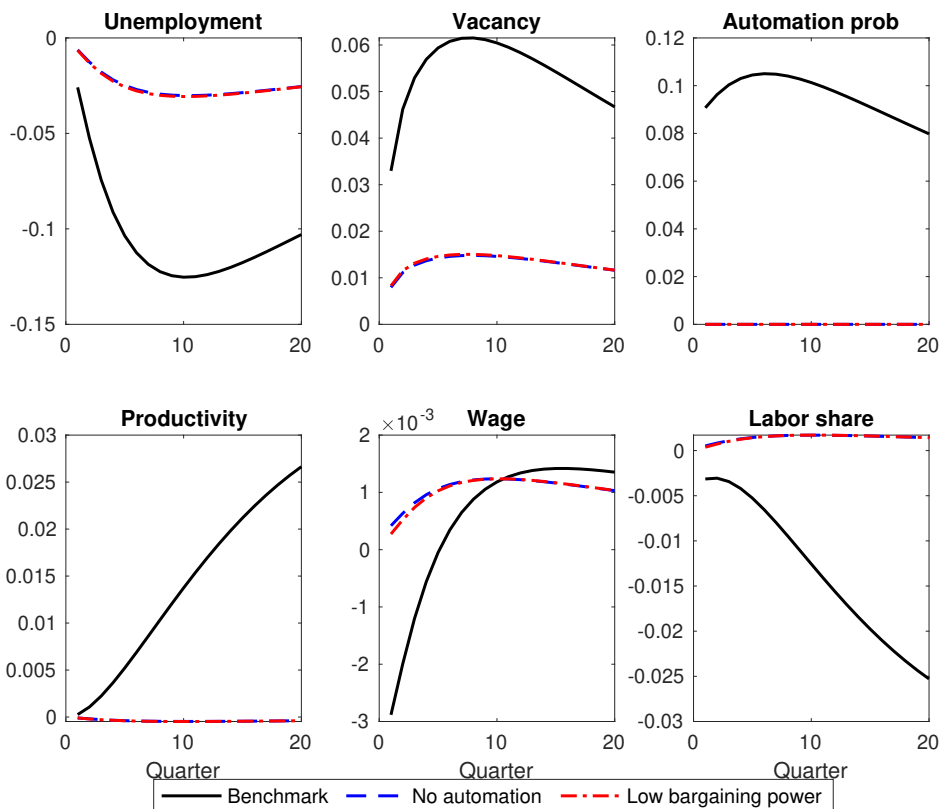 Unemployment
0
-0.05
-0.1
-0.15
0 10 20
Vacancy
0.06
0.05
0.04
0.03
0.02
0.01
0
0 10 20
Automation prob
0.12
0.1
0.08
0.06
0.04
0.02
0
0 10 20
Productivity
0.03
0.025
0.02
0.015
0.01
0.005
0
0 10 20
Quarter
×10⁻³ Wage
2
1
0
-1
-2
-3
0 10 20
Quarter
Labor share
0
-0.005
-0.01
-0.015
-0.02
-0.025
-0.03
0 10 20
Quarter
Benchmark No automation Low bargaining power